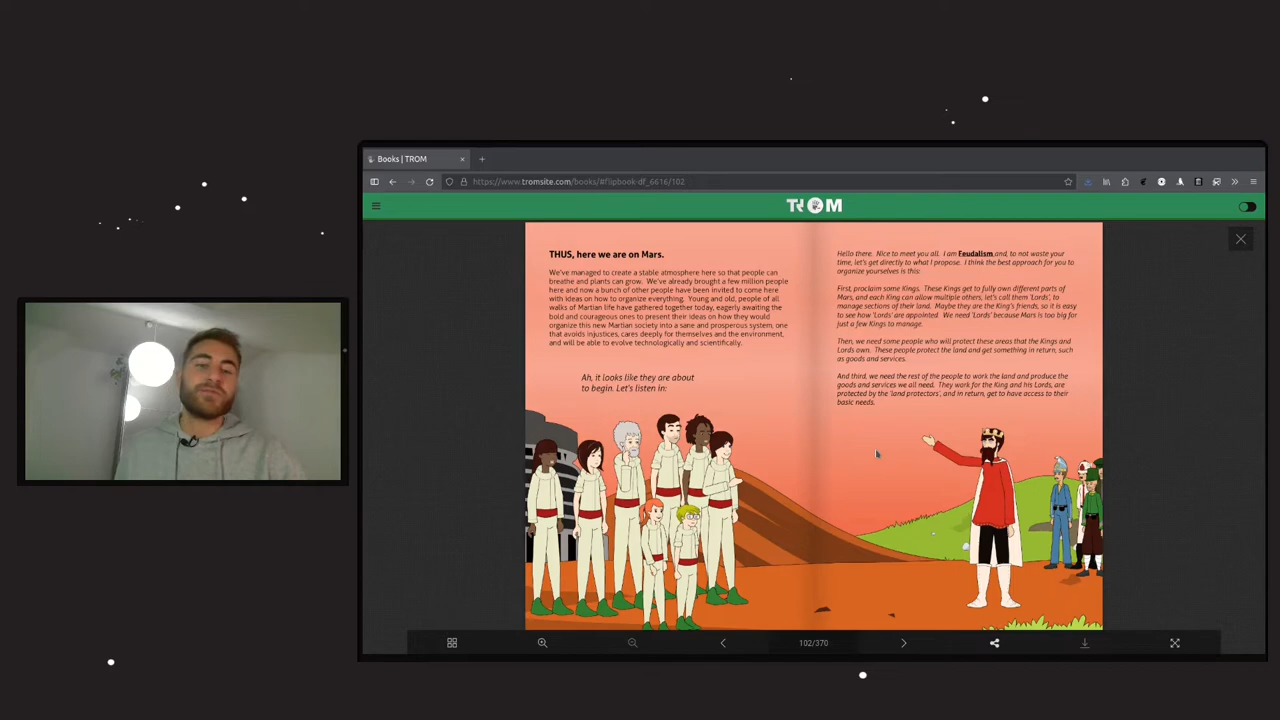 Books | TROM
https://www.tromsite.com/books/#flipbook-df_6616/102
TROM
THUS, here we are on Mars.
We've managed to create a stable atmosphere here so that people can
breathe and plants can grow. We've already brought a few million people
here and now a bunch of other people have been invited to come here
with ideas on how to organize everything. Young and old, people of all
walks of Martian life have gathered together today, eagerly awaiting the
bold and courageous ones to present their ideas on how they would
organize this new Martian society into a sane and prosperous system, one
that avoids injustices, cares deeply for themselves and the environment,
and will be able to evolve technologically and scientifically.
Ah, it looks like they are about
to begin. Let's listen in:
Hello there. Nice to meet you all. I am Feudalism and, to not waste your
time, let's get directly to what I propose. I think the best approach for you to
organize yourselves is this:
First, proclaim some Kings. These Kings get to fully own different parts of
Mars, and each King can allow multiple others, let's call them 'Lords', to
manage sections of their land. Maybe they are the King's friends, so it is easy
to see how 'Lords' are appointed. We need 'Lords' because Mars is too big for
just a few Kings to manage.
Then, we need some people who will protect these areas that the Kings and
Lords own. These people protect the land and get something in return, such
as goods and services.
And third, we need the rest of the people to work the land and produce the
goods and services we all need. They work for the King and his Lords, are
protected by the 'land protectors', and in return, get to have access to their
basic needs.
102/370